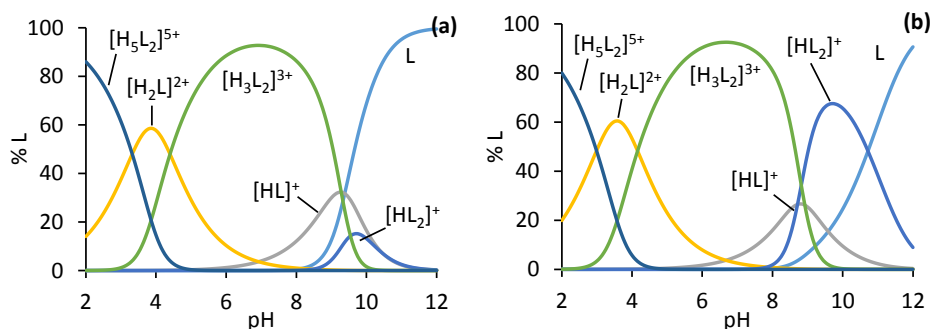 (a)
100
80
60
40
20
0
% L
[H₅L₂]⁵⁺
[H₂L]²⁺
[H₃L₂]³⁺
[HL]⁺
[HL₂]⁺
L
2 4 6 8 10 12
pH
(b)
100
80
60
40
20
0
% L
[H₅L₂]⁵⁺
[H₂L]²⁺
[H₃L₂]³⁺
[HL₂]⁺
L
[HL]⁺
2 4 6 8 10 12
pH